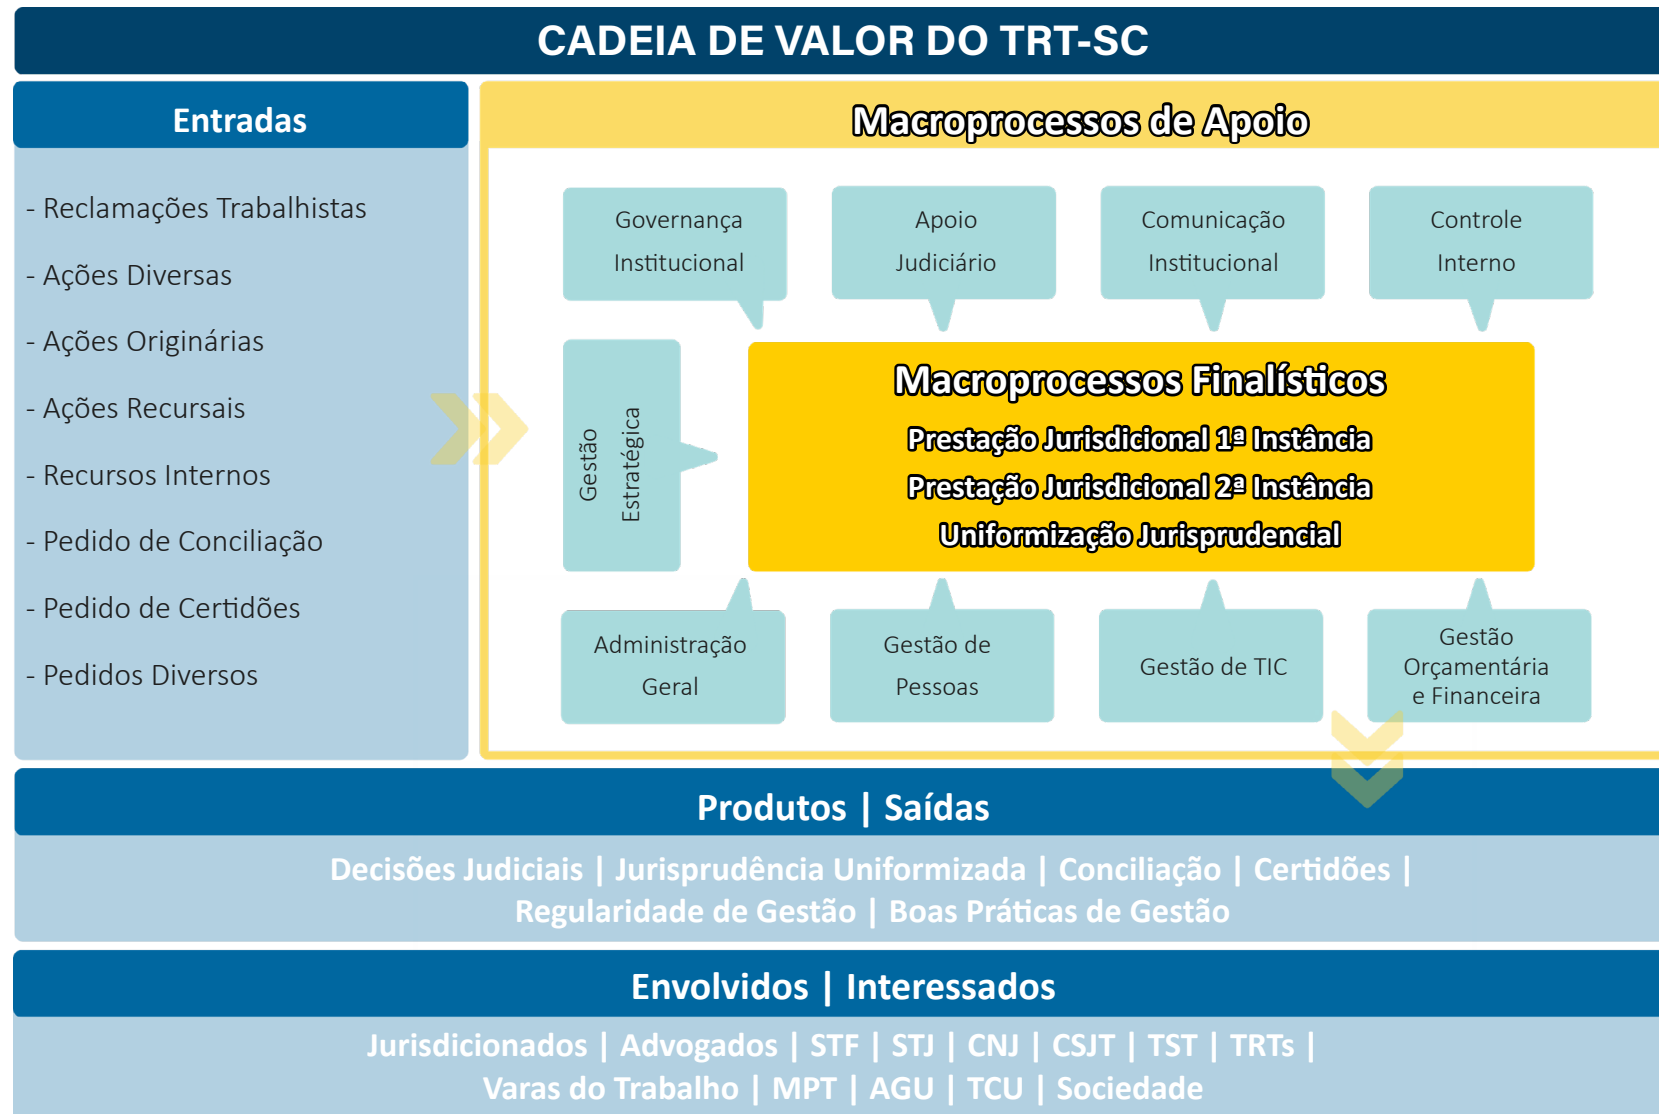 CADEIA DE VALOR DO TRT-SC
Entradas
- Reclamações Trabalhistas
- Ações Diversas
- Ações Originárias
- Ações Recursais
- Recursos Internos
- Pedido de Conciliação
- Pedido de Certidões
- Pedidos Diversos
Macroprocessos de Apoio
Governança
Institucional
Apoio
Judiciário
Comunicação
Institucional
Controle
Interno
Gestão
Estratégica
Macroprocessos Finalísticos
Prestação Jurisdicional 1ª Instância
Prestação Jurisdicional 2ª Instância
Uniformização Jurisprudencial
Administração
Geral
Gestão de
Pessoas
Gestão de TIC
Gestão
Orçamentária
e Financeira
Produtos | Saídas
Decisões Judiciais | Jurisprudência Uniformizada | Conciliação | Certidões |
Regularidade de Gestão | Boas Práticas de Gestão
Envolvidos | Interessados
Jurisdicionados | Advogados | STF | STJ | CNJ | CSJT | TST | TRTs |
Varas do Trabalho | MPT | AGU | TCU | Sociedade